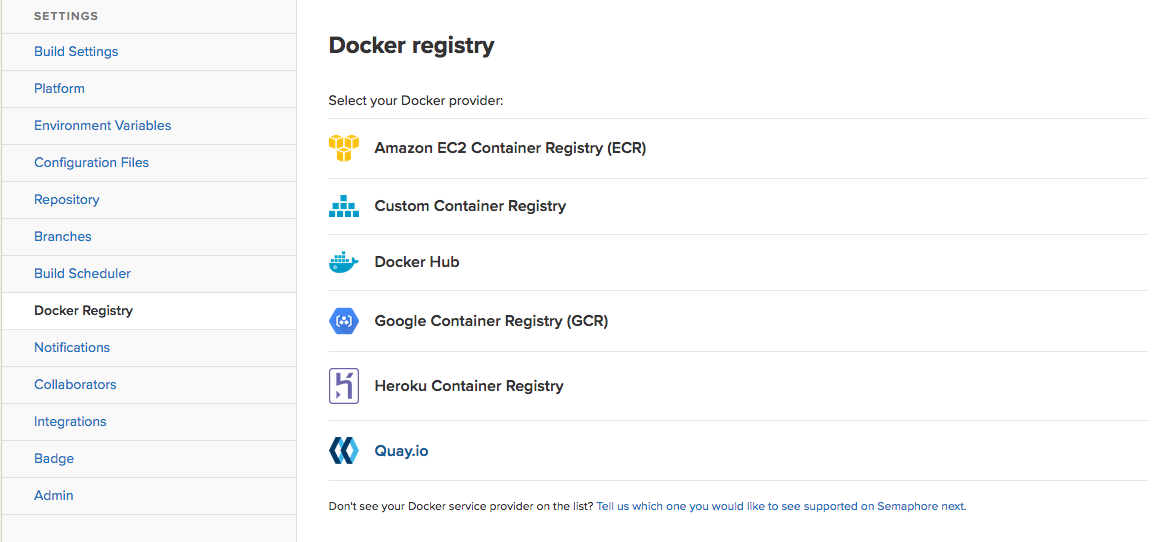 SETTINGS
Build Settings
Platform
Environment Variables
Configuration Files
Repository
Branches
Build Scheduler
Docker Registry
Notifications
Collaborators
Integrations
Badge
Admin
Docker registry
Select your Docker provider:
Amazon EC2 Container Registry (ECR)
Custom Container Registry
Docker Hub
Google Container Registry (GCR)
Heroku Container Registry
Quay.io
Don't see your Docker service provider on the list? Tell us which one you would like to see supported on Semaphore next.